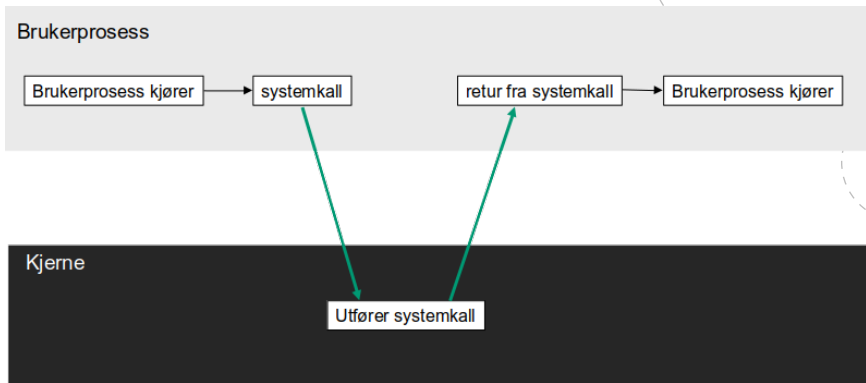 Brukerprosess
Brukerprosess kjører
systemkall
retur fra systemkall
Brukerprosess kjører
Kjerne
Utfører systemkall